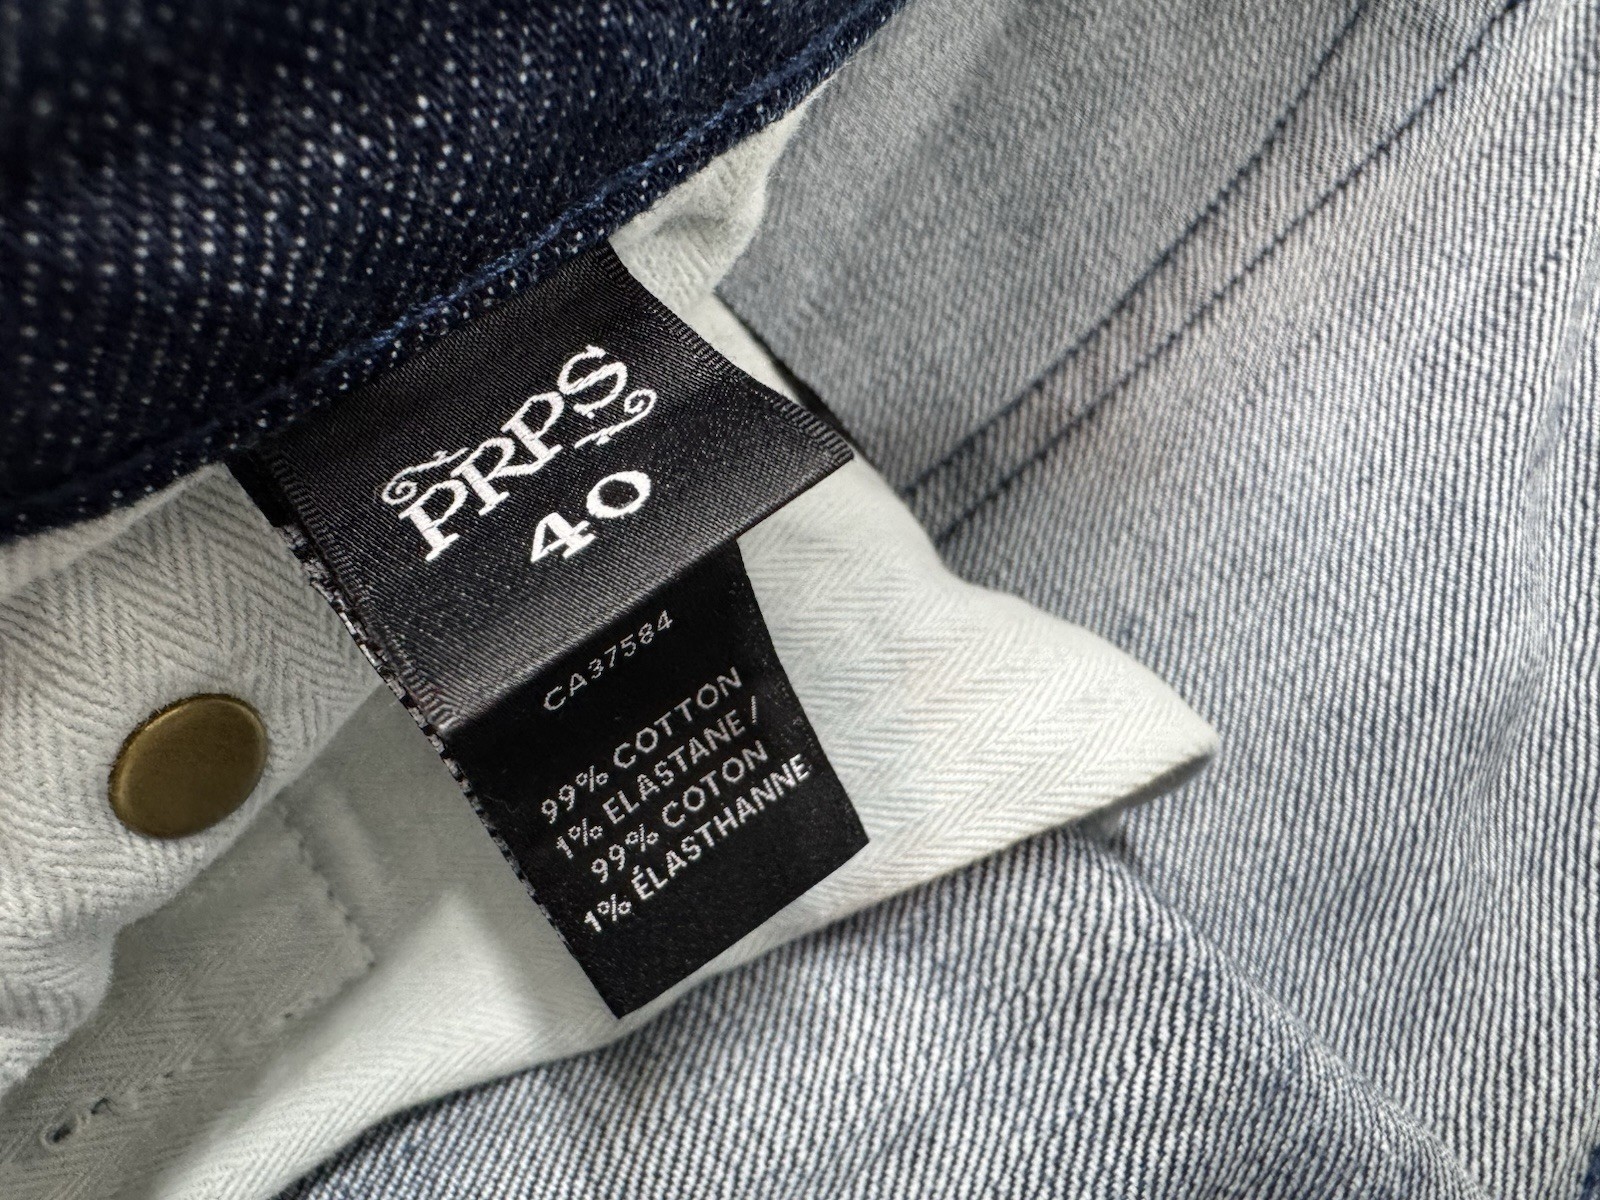 PRPS
40
CA37584
99% COTTON
1% ELASTANE/
99% COTON
1% ÉLASTHANNE